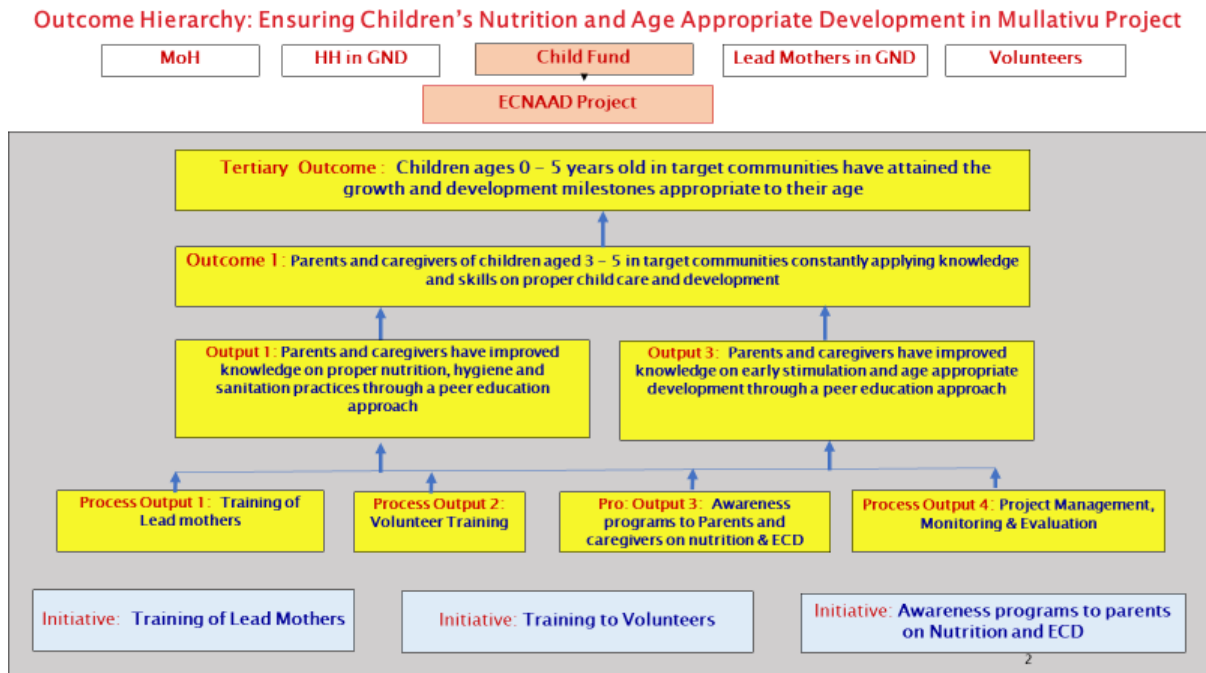 Outcome Hierarchy: Ensuring Children's Nutrition and Age Appropriate Development in Mullativu Project
MoH
HH in GND
Child Fund
Lead Mothers in GND
Volunteers
ECNAAD Project
Tertiary Outcome : Children ages 0 – 5 years old in target communities have attained the
growth and development milestones appropriate to their age
Outcome 1: Parents and caregivers of children aged 3 – 5 in target communities constantly applying knowledge
and skills on proper child care and development
Output 1: Parents and caregivers have improved
knowledge on proper nutrition, hygiene and
sanitation practices through a peer education
approach
Output 3: Parents and caregivers have improved
knowledge on early stimulation and age appropriate
development through a peer education approach
Process Output 1: Training of
Lead mothers
Process Output 2:
Volunteer Training
Pro: Output 3: Awareness
programs to Parents and
caregivers on nutrition & ECD
Process Output 4: Project Management,
Monitoring & Evaluation
Initiative: Training of Lead Mothers
Initiative: Training to Volunteers
Initiative: Awareness programs to parents
on Nutrition and ECD
2